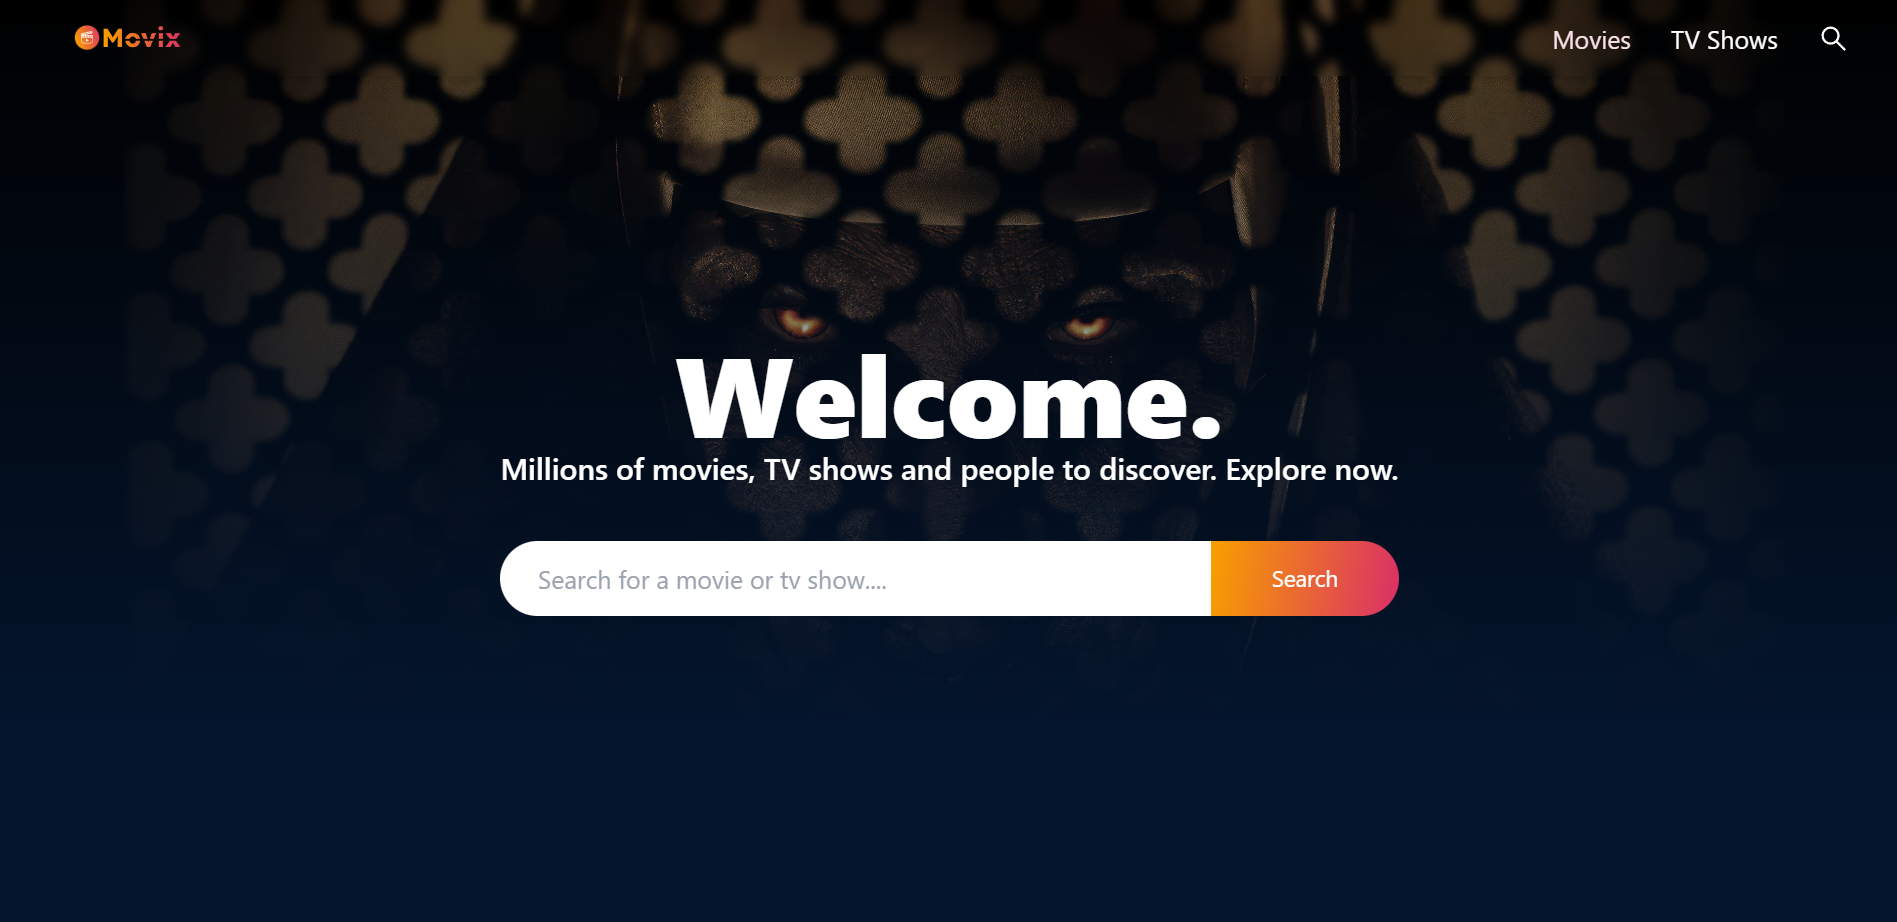 Movix
Movies
TV Shows
Welcome.
Millions of movies, TV shows and people to discover. Explore now.
Search for a movie or tv show....
Search